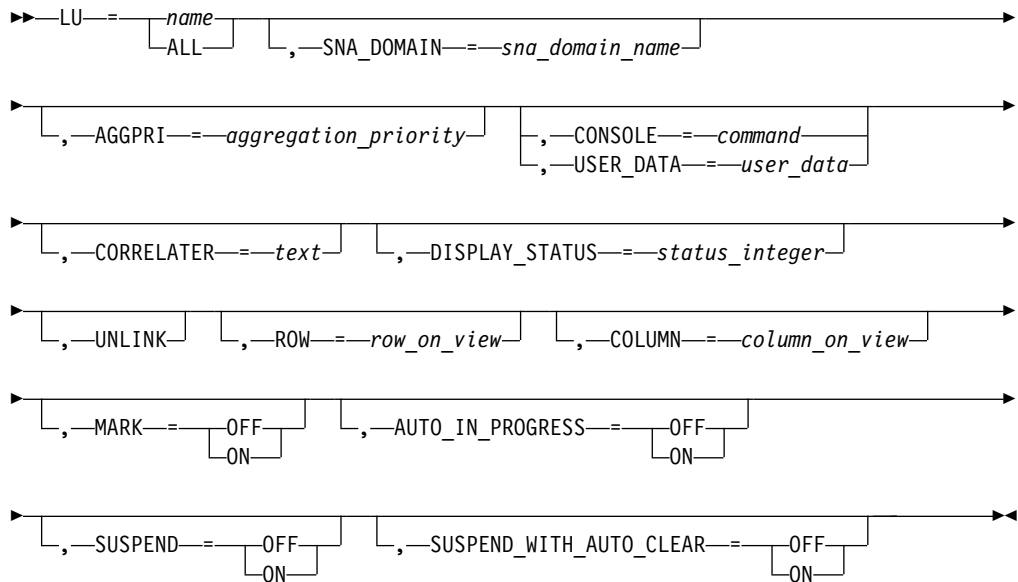 LU = name
ALL , SNA_DOMAIN = sna_domain_name
, AGGPRI = aggregation_priority , CONSOLE = command
, USER_DATA = user_data
, CORRELATER = text , DISPLAY_STATUS = status_integer
, UNLINK , ROW = row_on_view , COLUMN = column_on_view
, MARK = OFF , AUTO_IN_PROGRESS = OFF
ON ON
, SUSPEND = OFF , SUSPEND_WITH_AUTO_CLEAR = OFF
ON ON